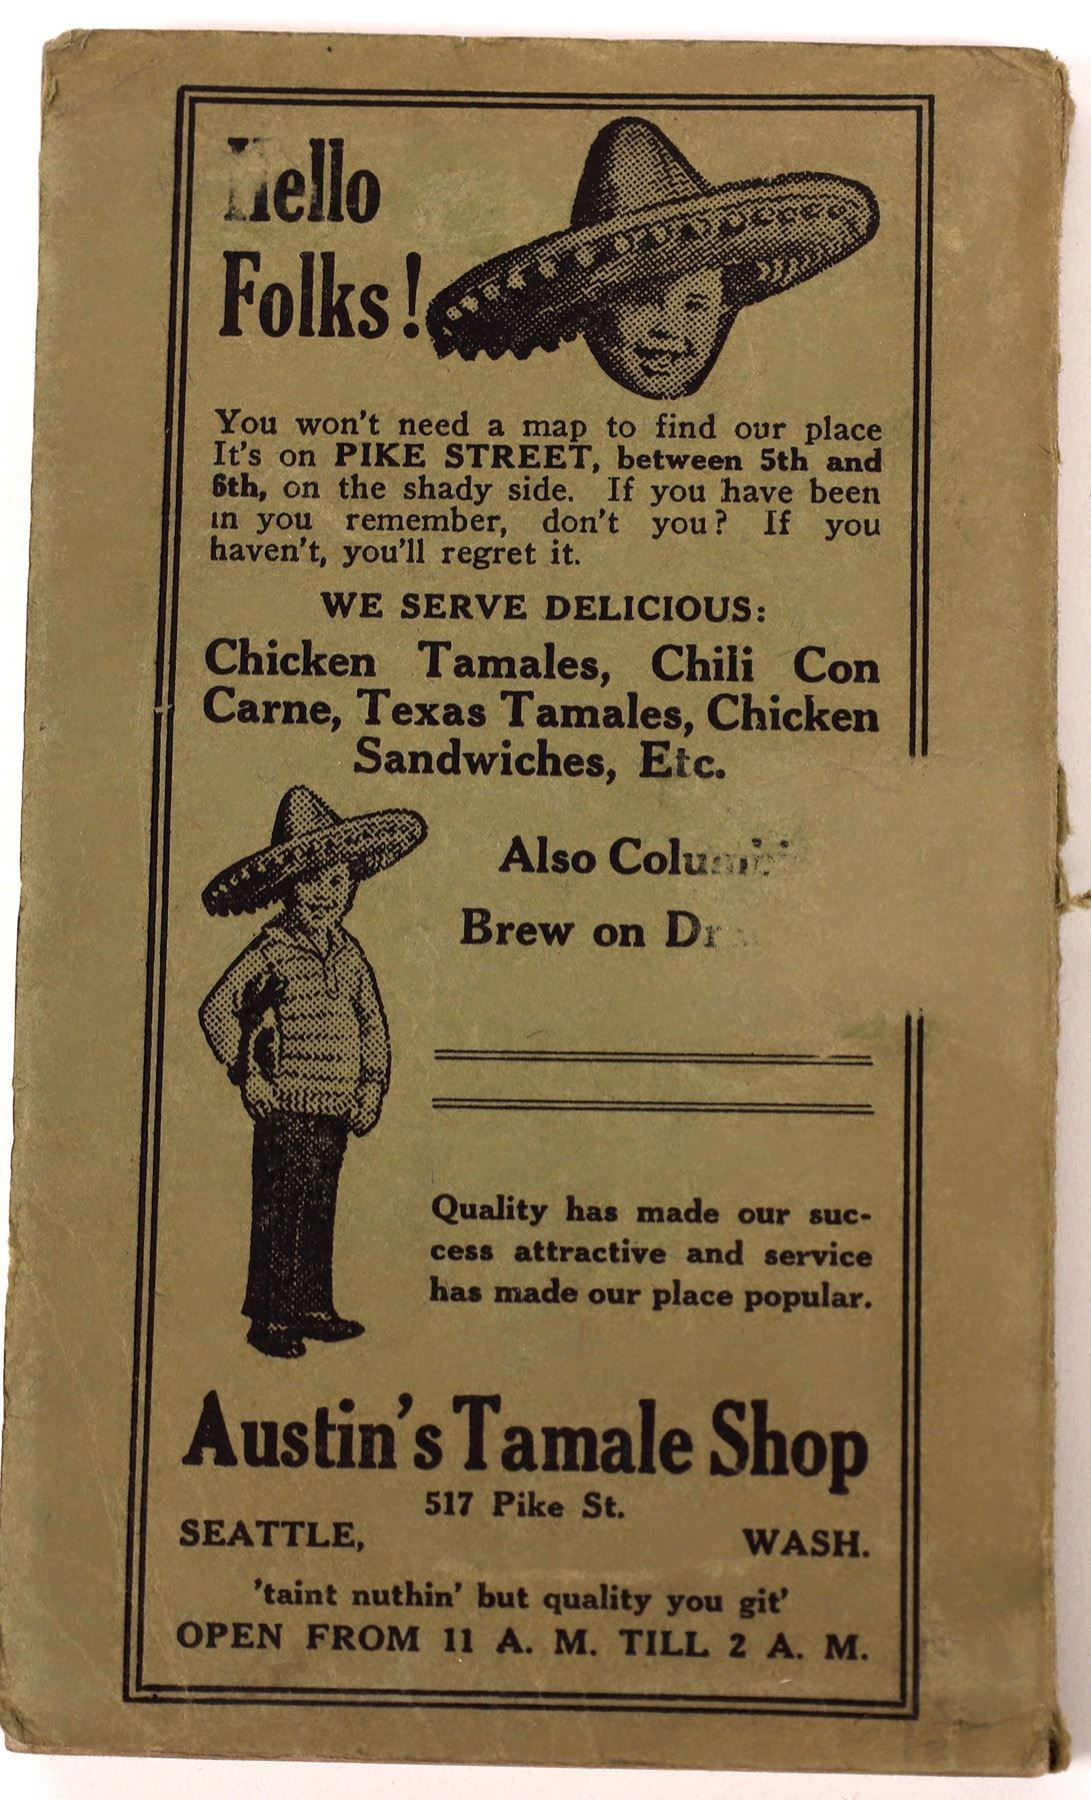 Hello
Folks!
You won't need a map to find our place
It's on PIKE STREET, between 5th and
6th, on the shady side. If you have been
in you remember, don't you? If you
haven't, you'll regret it.
WE SERVE DELICIOUS:
Chicken Tamales, Chili Con
Carne, Texas Tamales, Chicken
Sandwiches, Etc.
Also
Brew on
Quality has made our suc-
cess attractive and service
has made our place popular.
Austin's Tamale Shop
517 Pike St.
SEATTLE, WASH.
'taint nuthin' but quality you git'
OPEN FROM 11 A. M. TILL 2 A. M.